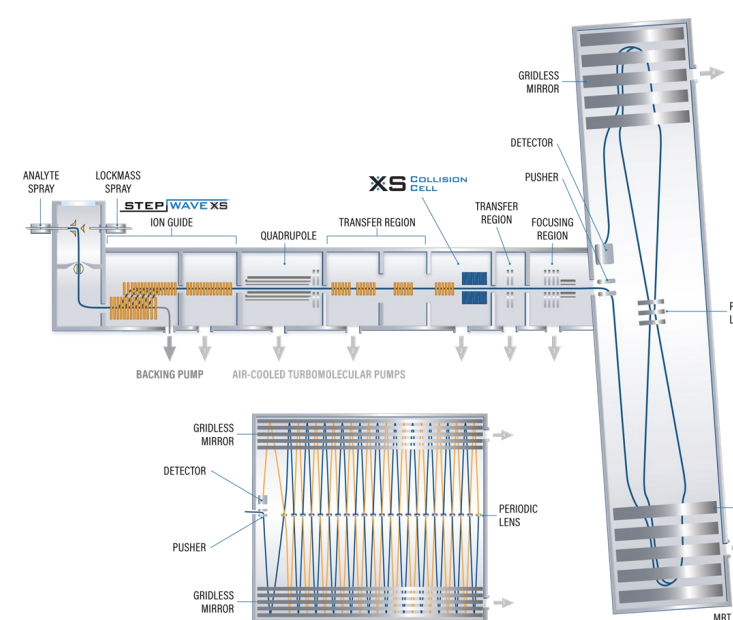 GRIDLESS
MIRROR
DETECTOR
PUSHER
ANALYTE
SPRAY
LOCKMASS
SPRAY
STEPWAVE XS
ION GUIDE
QUADRUPOLE
TRANSFER REGION
XS COLLISION
CELL
TRANSFER
REGION
FOCUSING
REGION
BACKING PUMP
AIR-COOLED TURBOMOLECULAR PUMPS
GRIDLESS
MIRROR
DETECTOR
PUSHER
GRIDLESS
MIRROR
PERIODIC
LENS
MRT